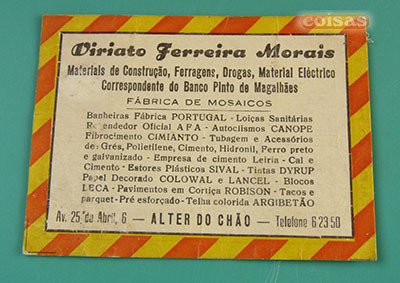 coisas
Viriato Ferreira Morais
Materiais de Construção, Ferragens, Drogas, Material Eléctrico
Correspondente do Banco Pinto de Magalhães
FÁBRICA DE MOSAICOS
Banheiras Fábrica PORTUGAL - Loiças Sanitárias
Revendedor Oficial AFA - Autoclismos CANOPE
Fibrocimento CIMIANTO - Tubagem e Acessórios
de: Grés, Polietilene, Cimento, Hidronil, Ferro preto
e galvanizado - Empresa de cimento Leiria - Cal e
Cimento - Estores Plásticos SIVAL - Tintas DYRUP
Papel Decorado COLOWAL e LANCEL - Blocos
LECA - Pavimentos em Cortiça ROBISON - Tacos e
parquet - Pré esforçado - Telha colorida ARGIBETÃO
Av. 25 de Abril, 6 — ALTER DO CHÃO — Telefone 6 23 50